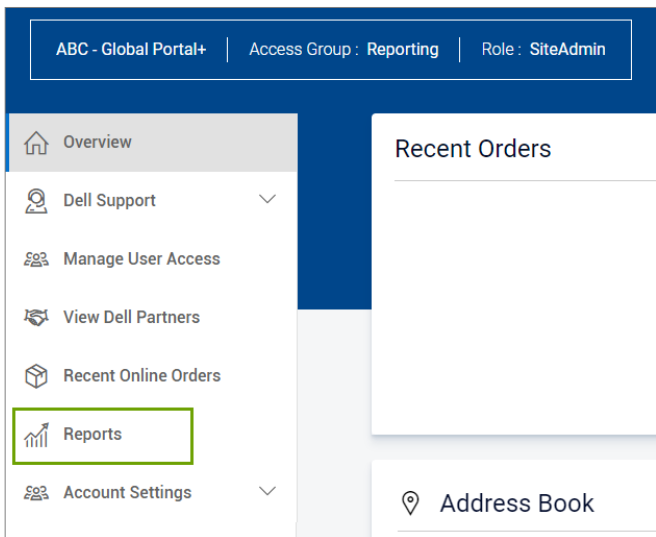 ABC - Global Portal+ Access Group : Reporting Role : SiteAdmin
Overview
Dell Support
Manage User Access
View Dell Partners
Recent Online Orders
Reports
Account Settings
Recent Orders
Address Book